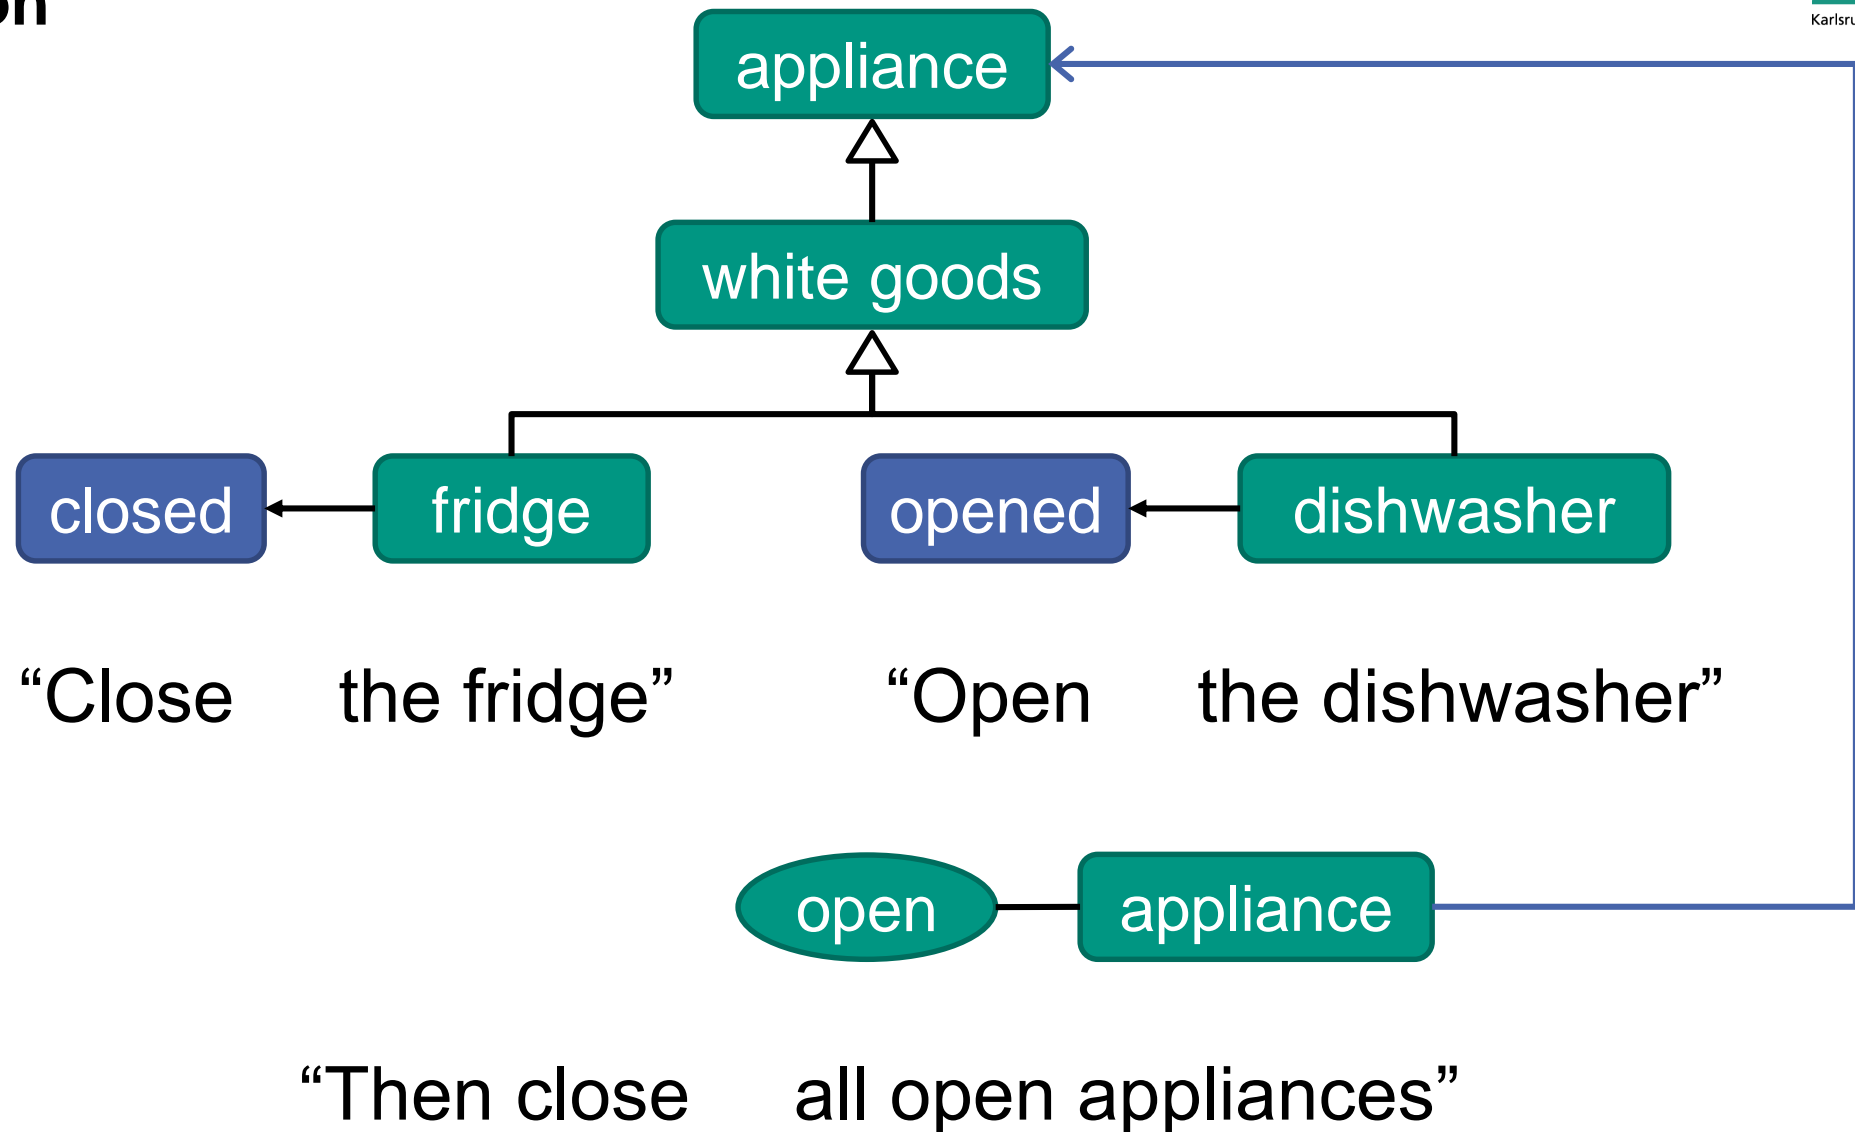 appliance
white goods
closed fridge opened dishwasher
“Close the fridge” “Open the dishwasher”
open appliance
“Then close all open appliances”